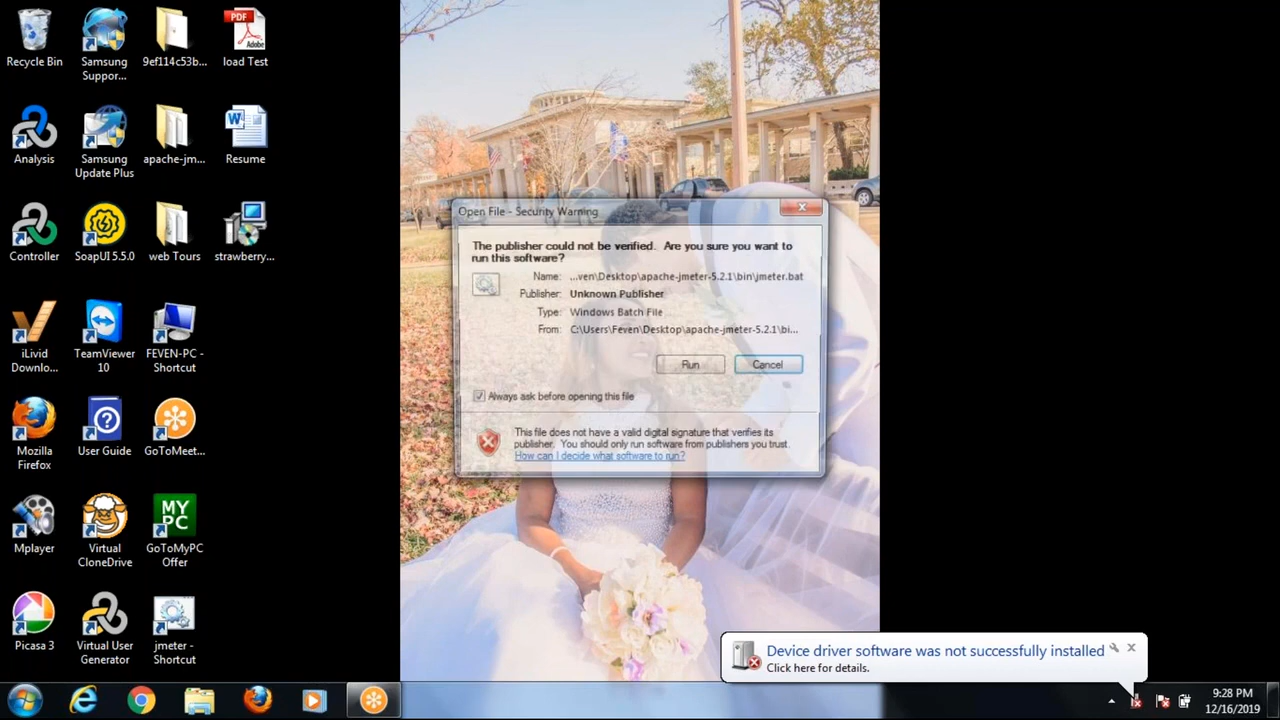 Recycle Bin
Samsung
Suppor...
9ef114c53b...
PDF
Adobe
load Test
Analysis
Samsung
Update Plus
apache-jm...
W
Resume
Controller
SoapUI 5.5.0
web Tours
strawberry...
iLivid
Downlo...
TeamViewer
10
FEVEN-PC -
Shortcut
Mozilla
Firefox
User Guide
GoToMeet...
Mplayer
Virtual
CloneDrive
MY
PC
GoToMyPC
Offer
Picasa 3
Virtual User
Generator
jmeter -
Shortcut
Open File - Security Warning
The publisher could not be verified. Are you sure you want to
run this software?
Name: ...ven\Desktop\apache-jmeter-5.2.1\bin\jmeter.bat
Publisher: Unknown Publisher
Type: Windows Batch File
From: C:\Users\Feven\Desktop\apache-jmeter-5.2.1\bi...
Run
Cancel
Always ask before opening this file
This file does not have a valid digital signature that verifies its
publisher. You should only run software from publishers you trust.
How can I decide what software to run?
Device driver software was not successfully installed
Click here for details.
9:28 PM
12/16/2019